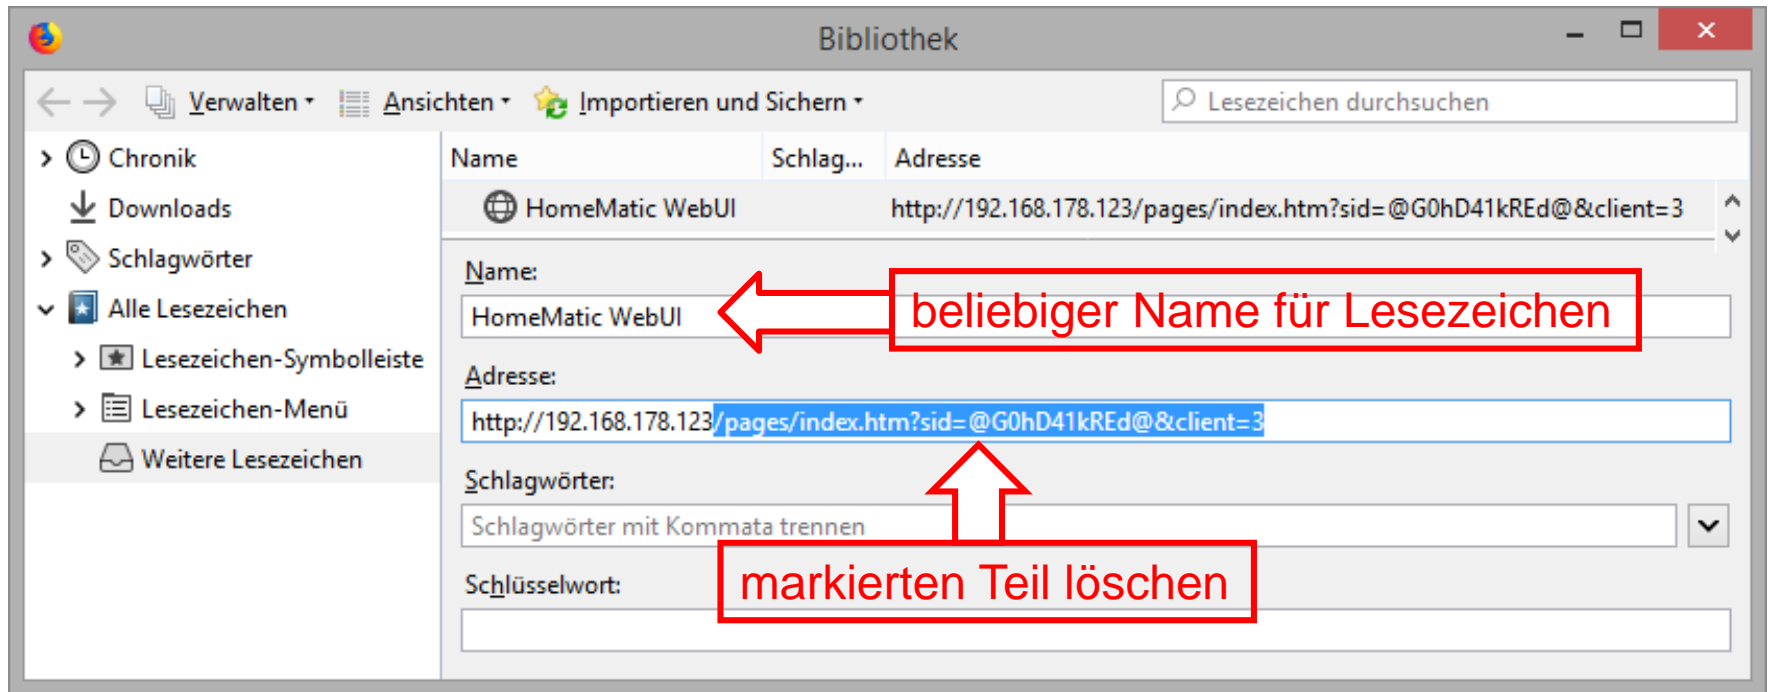 Bibliothek
Verwalten Ansichten Importieren und Sichern Lesezeichen durchsuchen
Chronik
Downloads
Schlagwörter
Alle Lesezeichen
Lesezeichen-Symbolleiste
Lesezeichen-Menü
Weitere Lesezeichen
Name Schlag... Adresse
HomeMatic WebUI http://192.168.178.123/pages/index.htm?sid=@G0hD41kREd@&client=3
Name:
HomeMatic WebUI
beliebiger Name für Lesezeichen
Adresse:
http://192.168.178.123/pages/index.htm?sid=@G0hD41kREd@&client=3
Schlagwörter:
Schlagwörter mit Kommata trennen
markierten Teil löschen
Schlüsselwort: